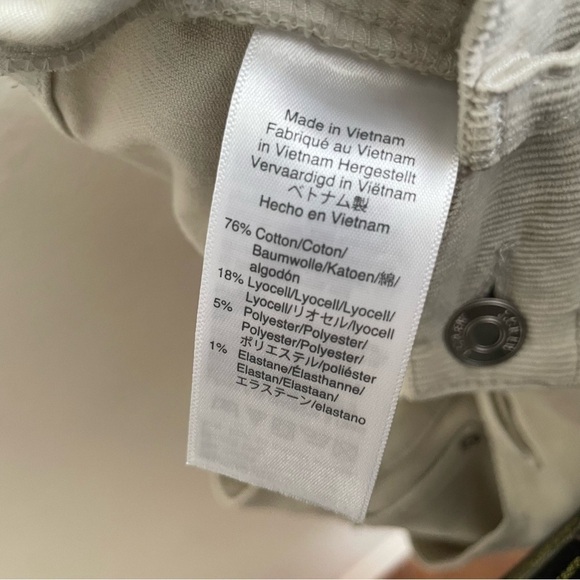 Made in Vietnam
Fabriqué au Vietnam
in Vietnam Hergestellt
Vervaardigd in Viëtnam
ベトナム製
Hecho en Vietnam
76% Cotton/Coton/
Baumwolle/Katoen/綿/
algodón
18% Lyocell/Lyocell/Lyocell/
Lyocell/リオセル/lyocell
5% Polyester/Polyester/
Polyester/Polyester/
ポリエステル/poliéster
1% Elastane/Élasthanne/
Elastan/Elastaan/
エラステーン/elastano